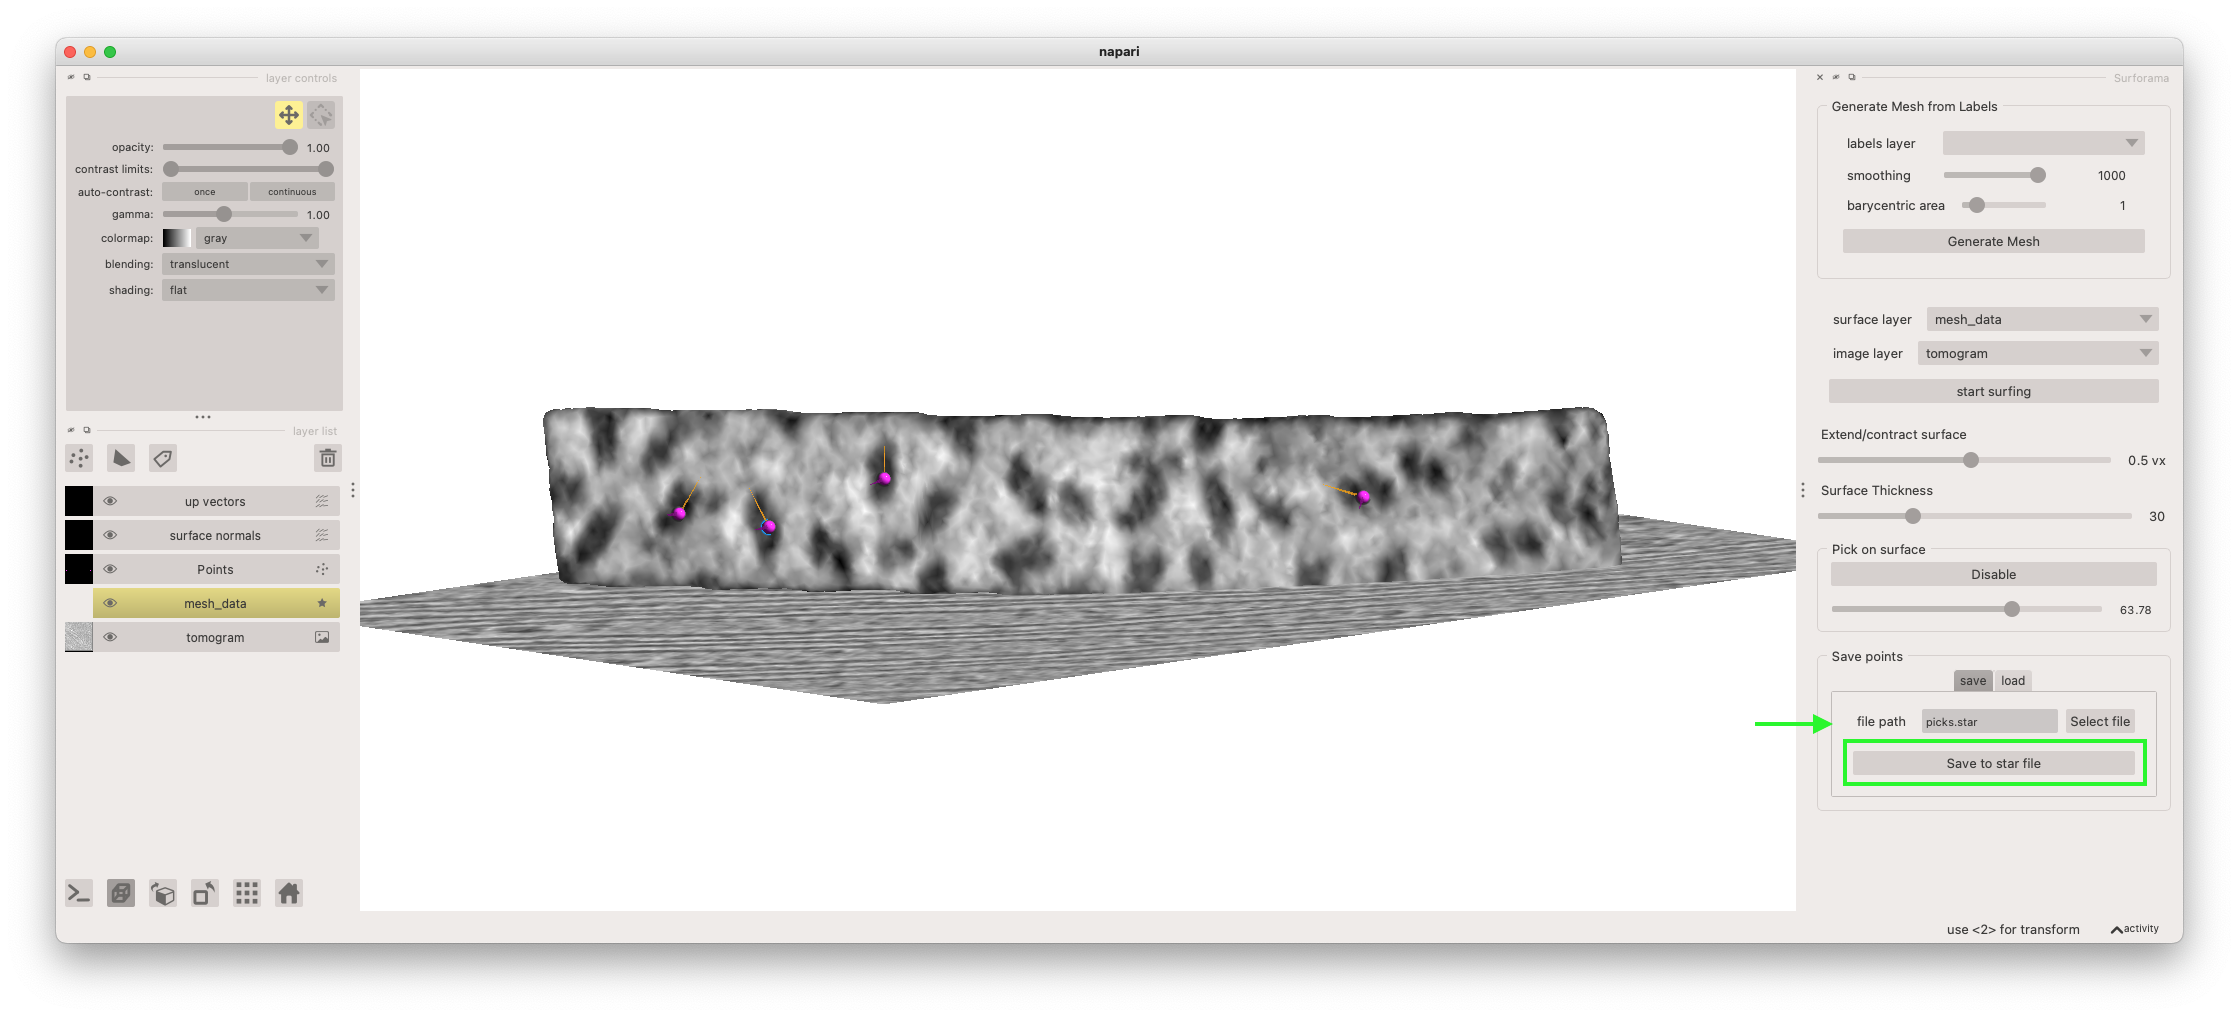 napari
layer controls
opacity: 1.00
contrast limits:
auto-contrast: once continuous
gamma: 1.00
colormap: gray
blending: translucent
shading: flat
layer list
up vectors
surface normals
Points
mesh_data
tomogram
Surforama
Generate Mesh from Labels
labels layer
smoothing 1000
barycentric area 1
Generate Mesh
surface layer mesh_data
image layer tomogram
start surfing
Extend/contract surface
0.5 vx
Surface Thickness
30
Pick on surface
Disable
63.78
Save points
save load
file path picks.star Select file
Save to star file
use <2> for transform activity